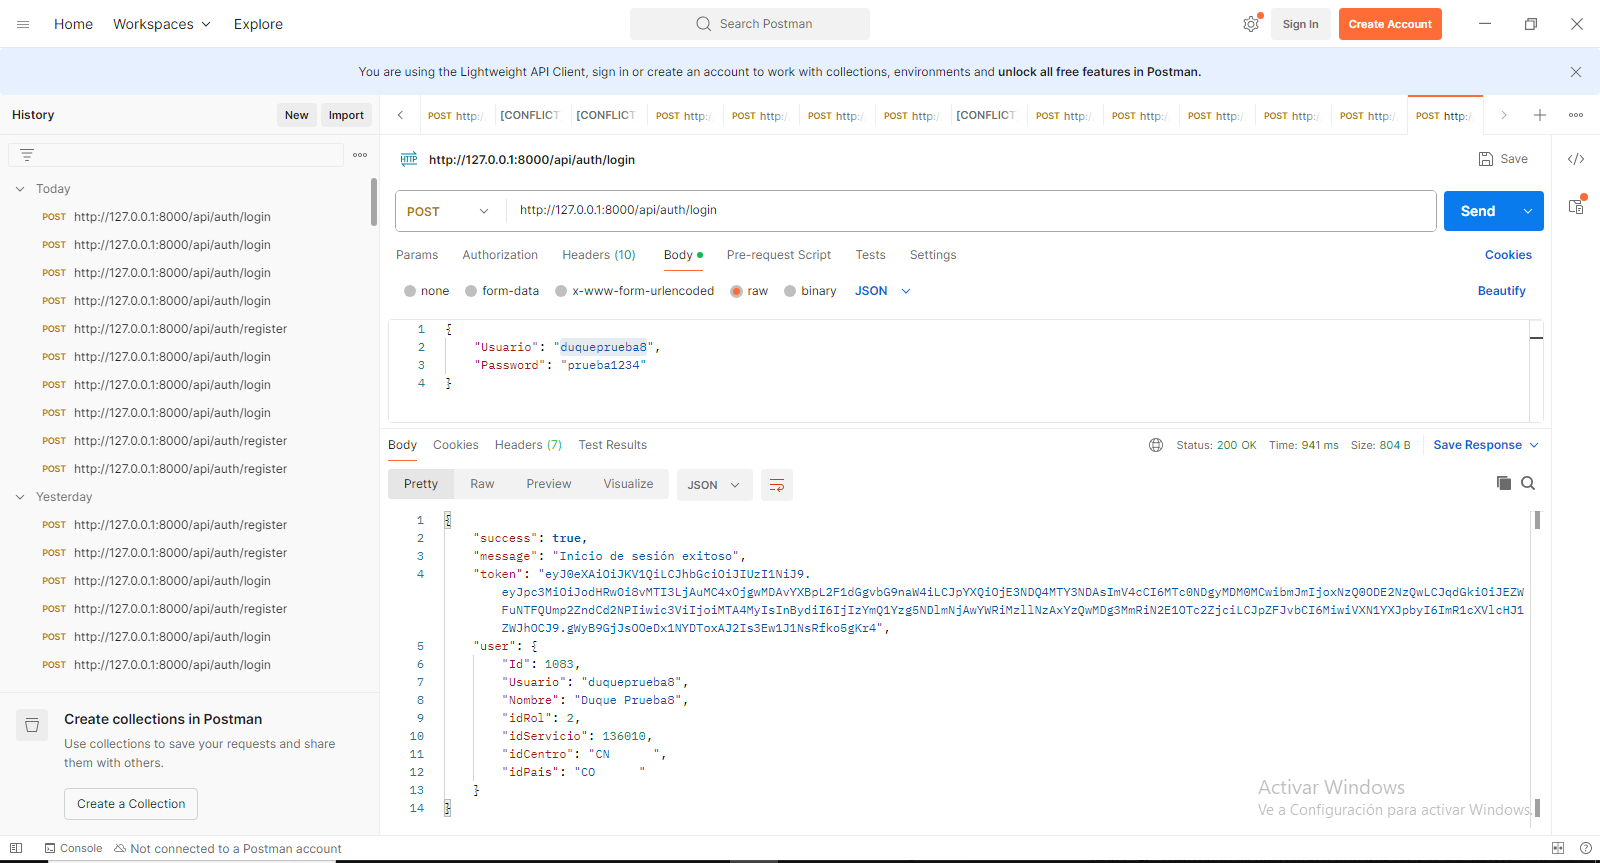 Home Workspaces Explore Search Postman Sign In Create Account
You are using the Lightweight API Client, sign in or create an account to work with collections, environments and unlock all free features in Postman.
History New Import
POST http:/ [CONFLICT [CONFLICT POST http:/ POST http:/ POST http:/ POST http:/ [CONFLICT POST http:/ POST http:/ POST http:/ POST http:/ POST http:/ POST http:/
HTTP http://127.0.0.1:8000/api/auth/login Save
Today
POST http://127.0.0.1:8000/api/auth/login
POST http://127.0.0.1:8000/api/auth/login
POST http://127.0.0.1:8000/api/auth/login
POST http://127.0.0.1:8000/api/auth/login
POST http://127.0.0.1:8000/api/auth/register
POST http://127.0.0.1:8000/api/auth/login
POST http://127.0.0.1:8000/api/auth/login
POST http://127.0.0.1:8000/api/auth/login
POST http://127.0.0.1:8000/api/auth/register
POST http://127.0.0.1:8000/api/auth/register
Yesterday
POST http://127.0.0.1:8000/api/auth/register
POST http://127.0.0.1:8000/api/auth/register
POST http://127.0.0.1:8000/api/auth/login
POST http://127.0.0.1:8000/api/auth/register
POST http://127.0.0.1:8000/api/auth/login
POST http://127.0.0.1:8000/api/auth/login
Create collections in Postman
Use collections to save your requests and share
them with others.
Create a Collection
POST http://127.0.0.1:8000/api/auth/login Send
Params Authorization Headers (10) Body Pre-request Script Tests Settings Cookies
none form-data x-www-form-urlencoded raw binary JSON Beautify
1 {
2 "Usuario": "duqueprueba8",
3 "Password": "prueba1234"
4 }
Body Cookies Headers (7) Test Results Status: 200 OK Time: 941 ms Size: 804 B Save Response
Pretty Raw Preview Visualize JSON
1 {
2 "success": true,
3 "message": "Inicio de sesión exitoso",
4 "token": "eyJ0eXAiOiJKV1QiLCJhbGciOiJIUzI1NiJ9.
5 "user": {
6 "Id": 1083,
7 "Usuario": "duqueprueba8",
8 "Nombre": "Duque Prueba8",
9 "idRol": 2,
10 "idServicio": 136010,
11 "idCentro": "CN      ",
12 "idPais": "CO      "
13 }
14 }
Activar Windows
Ve a Configuración para activar Windows.
Console Not connected to a Postman account